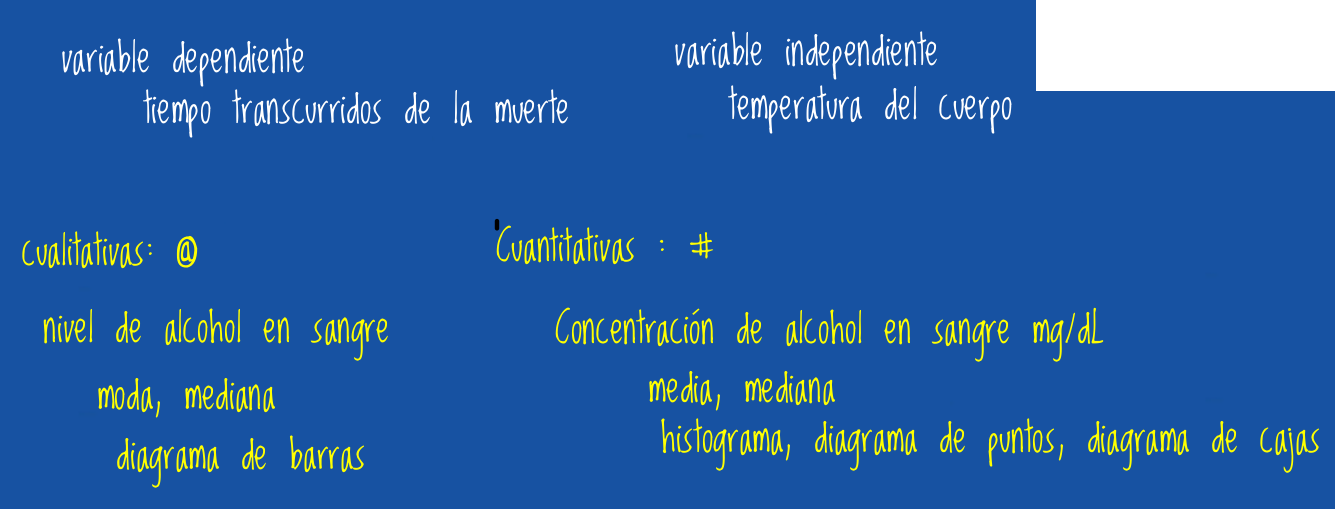 variable dependiente
tiempo transcurridos de la muerte
variable independiente
temperatura del cuerpo
cualitativas: @
nivel de alcohol en sangre
moda, mediana
diagrama de barras
Cuantitativas : #
Concentración de alcohol en sangre mg/dL
media, mediana
histograma, diagrama de puntos, diagrama de cajas